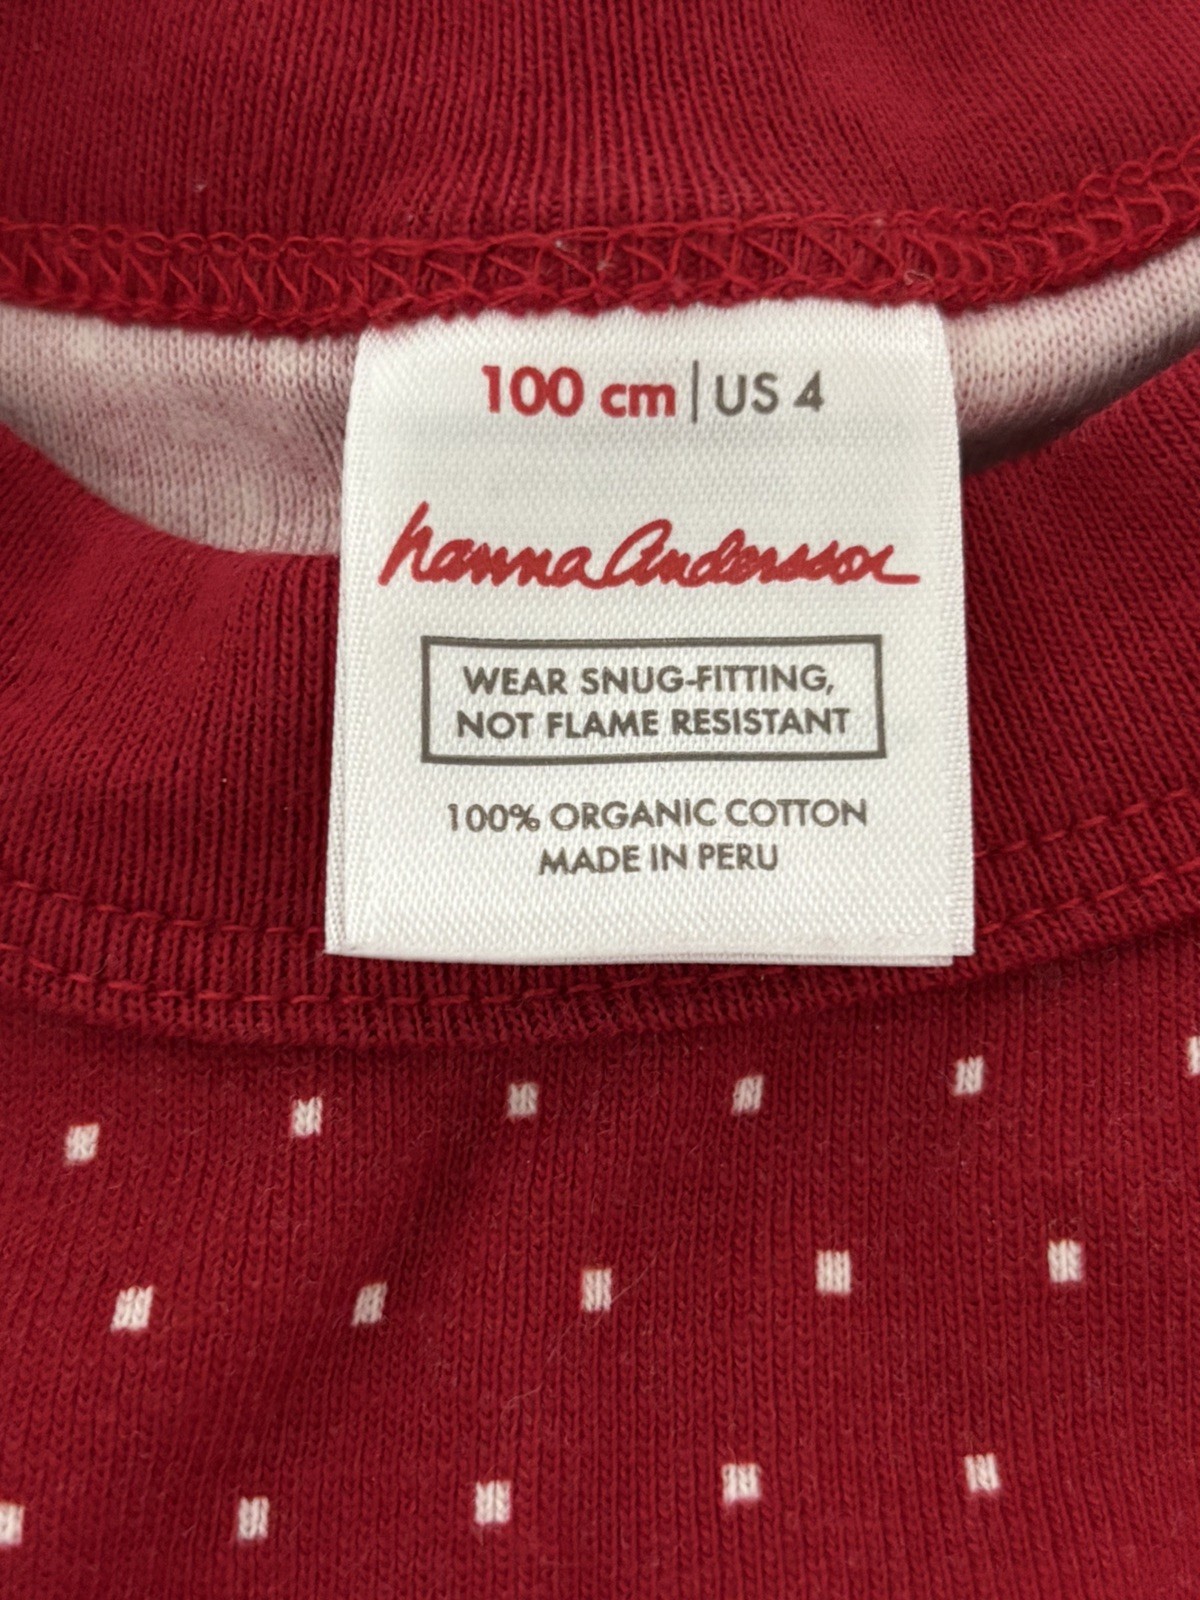 100 cm | US 4
hanna Andersson
WEAR SNUG-FITTING,
NOT FLAME RESISTANT
100% ORGANIC COTTON
MADE IN PERU